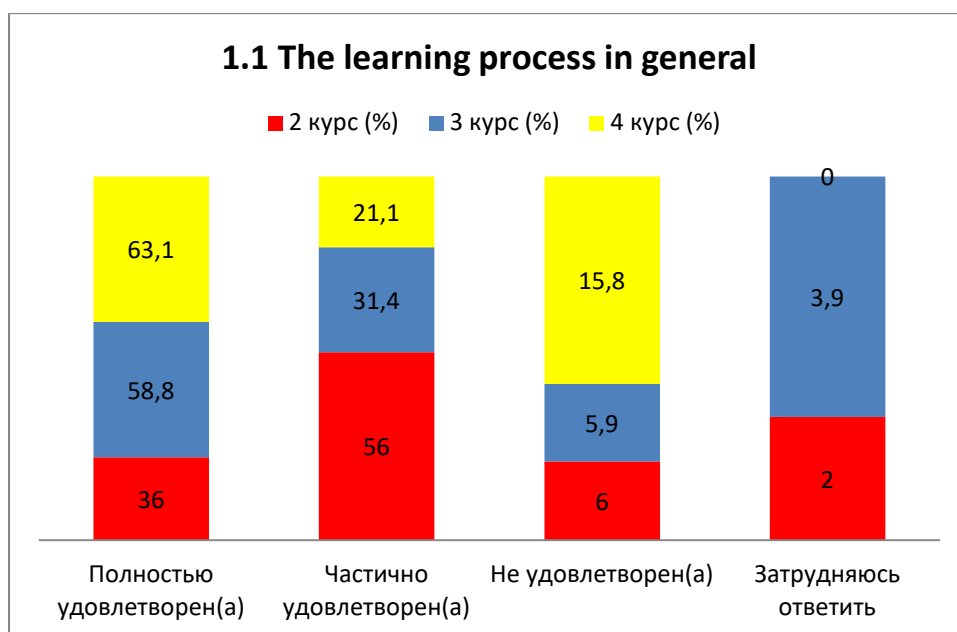 1.1 The learning process in general
2 курс (%) 3 курс (%) 4 курс (%)
63,1 21,1 15,8 0
58,8 31,4 5,9 3,9
36 56 6 2
Полностью удовлетворен(а)
Частично удовлетворен(а)
Не удовлетворен(а)
Затрудняюсь ответить